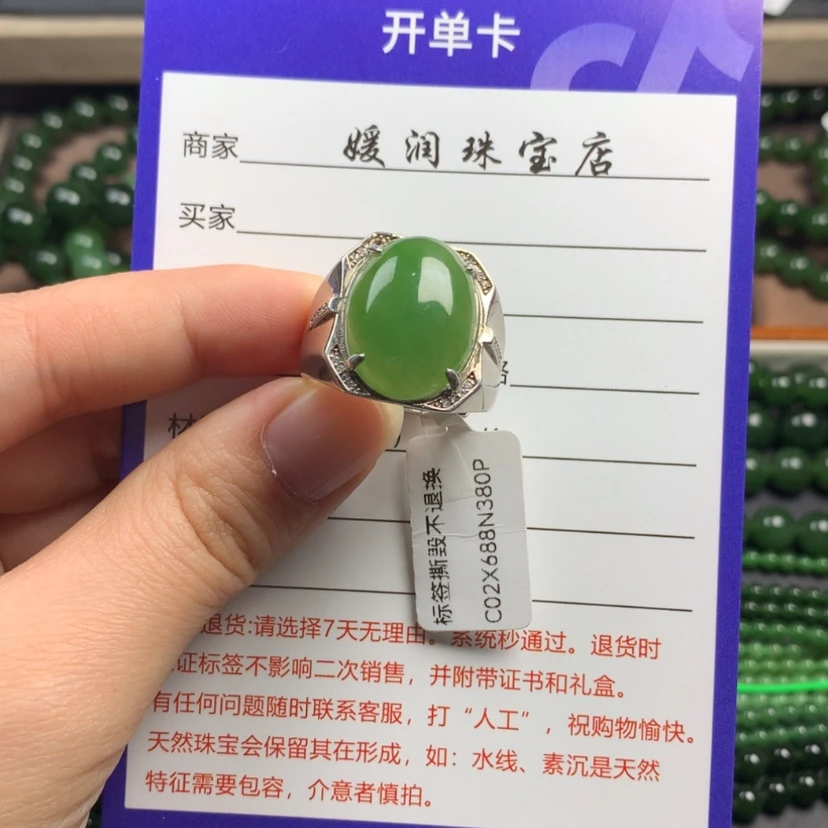 开单卡
商家 媛润珠宝店
买家
标签撕毁不退换
C02X688N380P
退货:请选择7天无理由。系统秒通过。退货时
证标签不影响二次销售，并附带证书和礼盒。
有任何问题随时联系客服，打“人工”，祝购物愉快。
天然珠宝会保留其在形成，如：水线、素沉是天然
特征需要包容，介意者慎拍。